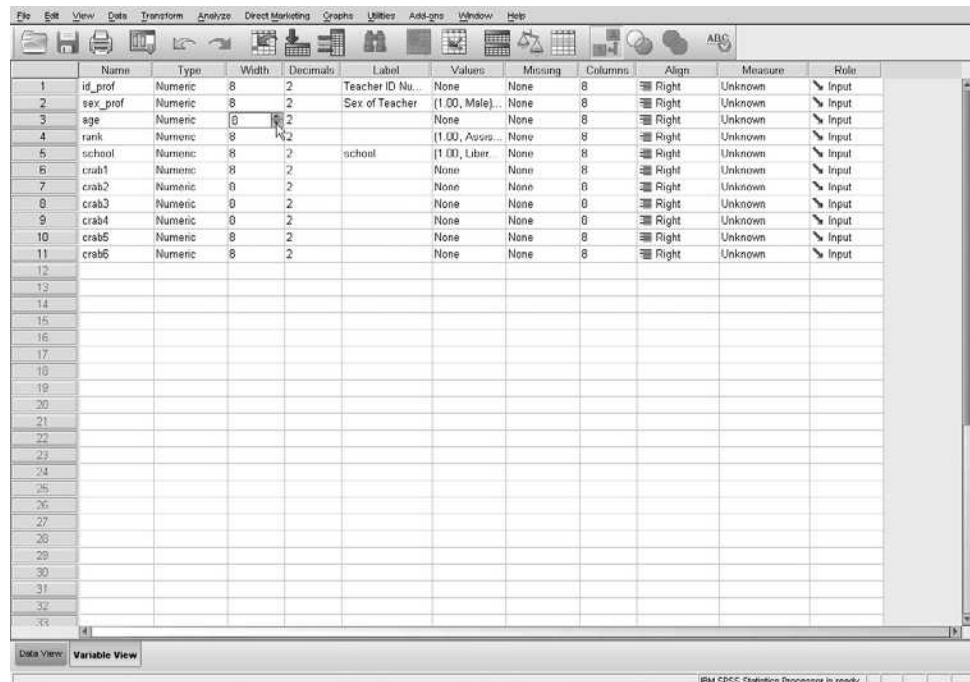 File Edit View Data Transform Analyze Direct Marketing Graphs Utilities Add-ons Window Help
ABC
Name Type Width Decimals Label Values Missing Columns Align Measure Role
1 id_prof Numeric 8 2 Teacher ID Nu... None None 8 Right Unknown Input
2 sex_prof Numeric 8 2 Sex of Teacher {1.00, Male}... None 8 Right Unknown Input
3 age Numeric 8 2 None None 8 Right Unknown Input
4 rank Numeric 8 2 {1.00, Assis... None 8 Right Unknown Input
5 school Numeric 8 2 school {1.00, Liber... None 8 Right Unknown Input
6 crab1 Numeric 8 2 None None 8 Right Unknown Input
7 crab2 Numeric 8 2 None None 8 Right Unknown Input
8 crab3 Numeric 8 2 None None 8 Right Unknown Input
9 crab4 Numeric 8 2 None None 8 Right Unknown Input
10 crab5 Numeric 8 2 None None 8 Right Unknown Input
11 crab6 Numeric 8 2 None None 8 Right Unknown Input
12
13
14
15
16
17
18
19
20
21
22
23
24
25
26
27
28
29
30
31
32
33
Data View Variable View
IBM SPSS Statistics Processor is ready